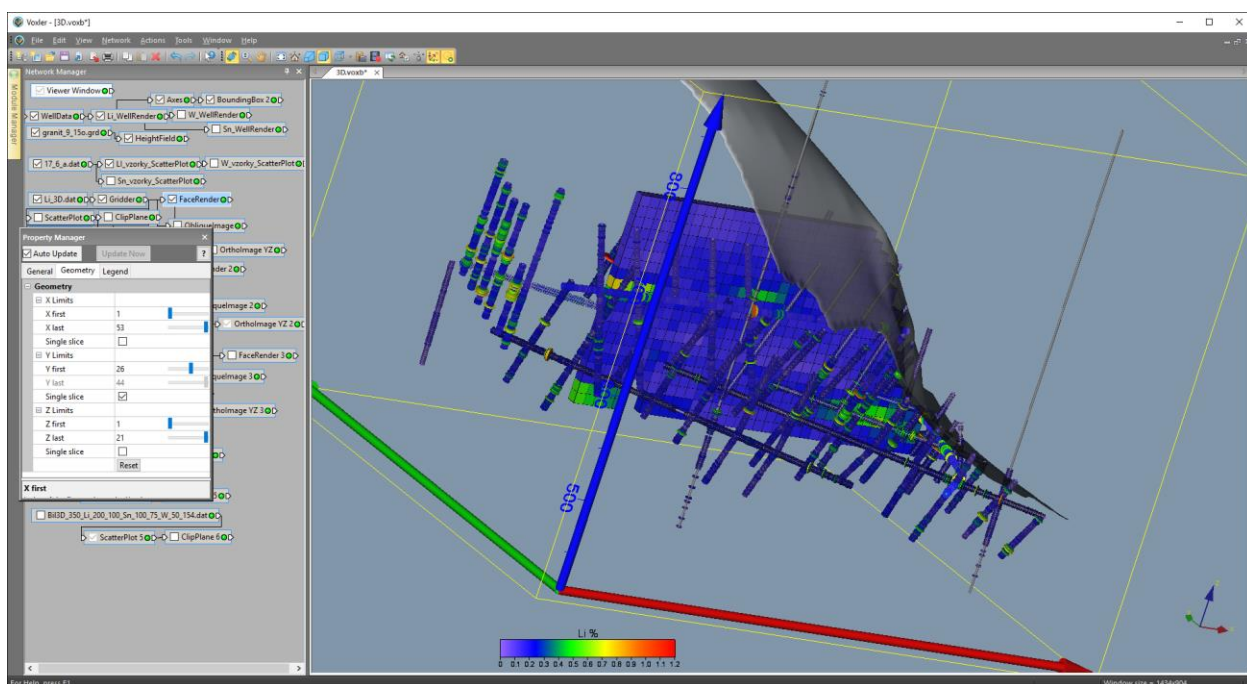 Voxler - [3D.voxb*]
File Edit View Network Actions Tools Window Help
Network Manager
3D.voxb*
Module Manager
Viewer Window
Axes
BoundingBox 2
WellData
Li_WellRender
W_WellRender
granit_9_15o.grd
HeightField
Sn_WellRender
17_6_a.dat
LI_vzorky_ScatterPlot
W_vzorky_ScatterPlot
Sn_vzorky_ScatterPlot
Li_3D.dat
Gridder
FaceRender
ScatterPlot
ClipPlane
ObliqueImage
Property Manager
OrthoImage YZ
Auto Update
Update Now
?
General Geometry Legend
Geometry
X Limits
X first 1
X last 53
OrthoImage YZ 2
Single slice
Y Limits
FaceRender 3
Y first 26
Y last 44
Single slice
Z Limits
Z first 1
Z last 21
Single slice
Reset
X first
Bil3D_350_Li_200_100_Sn_100_75_W_50_154.dat
ScatterPlot 5
ClipPlane 6
800
500
Li %
0 0.1 0.2 0.3 0.4 0.5 0.6 0.7 0.8 0.9 1.0 1.1 1.2
For Help, press F1
Window size = 1434x904